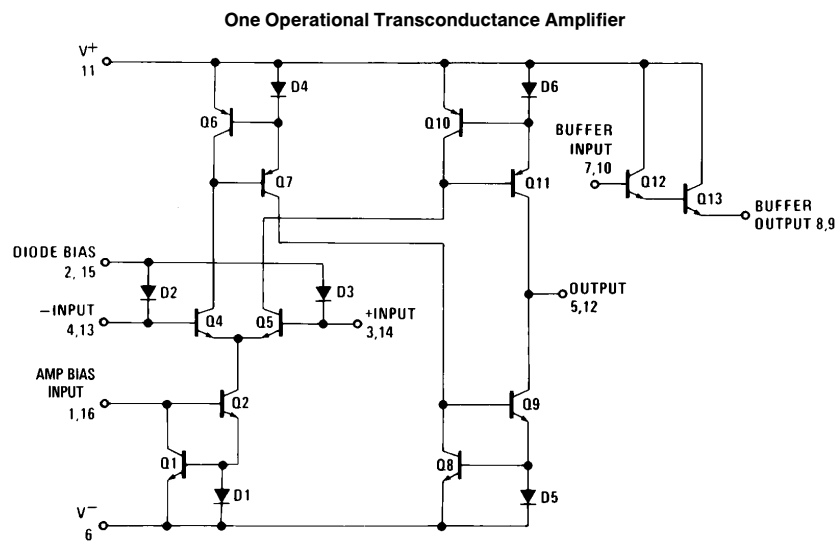 One Operational Transconductance Amplifier
V+
11
D4
D6
Q6
Q10
BUFFER
INPUT
7,10
Q7
Q11
Q12
Q13
BUFFER
OUTPUT 8,9
DIODE BIAS
2, 15
D2
D3
OUTPUT
5,12
—INPUT
4,13
Q4
Q5
+INPUT
3,14
AMP BIAS
INPUT
1,16
Q2
Q9
Q1
Q8
D1
D5
V—
6